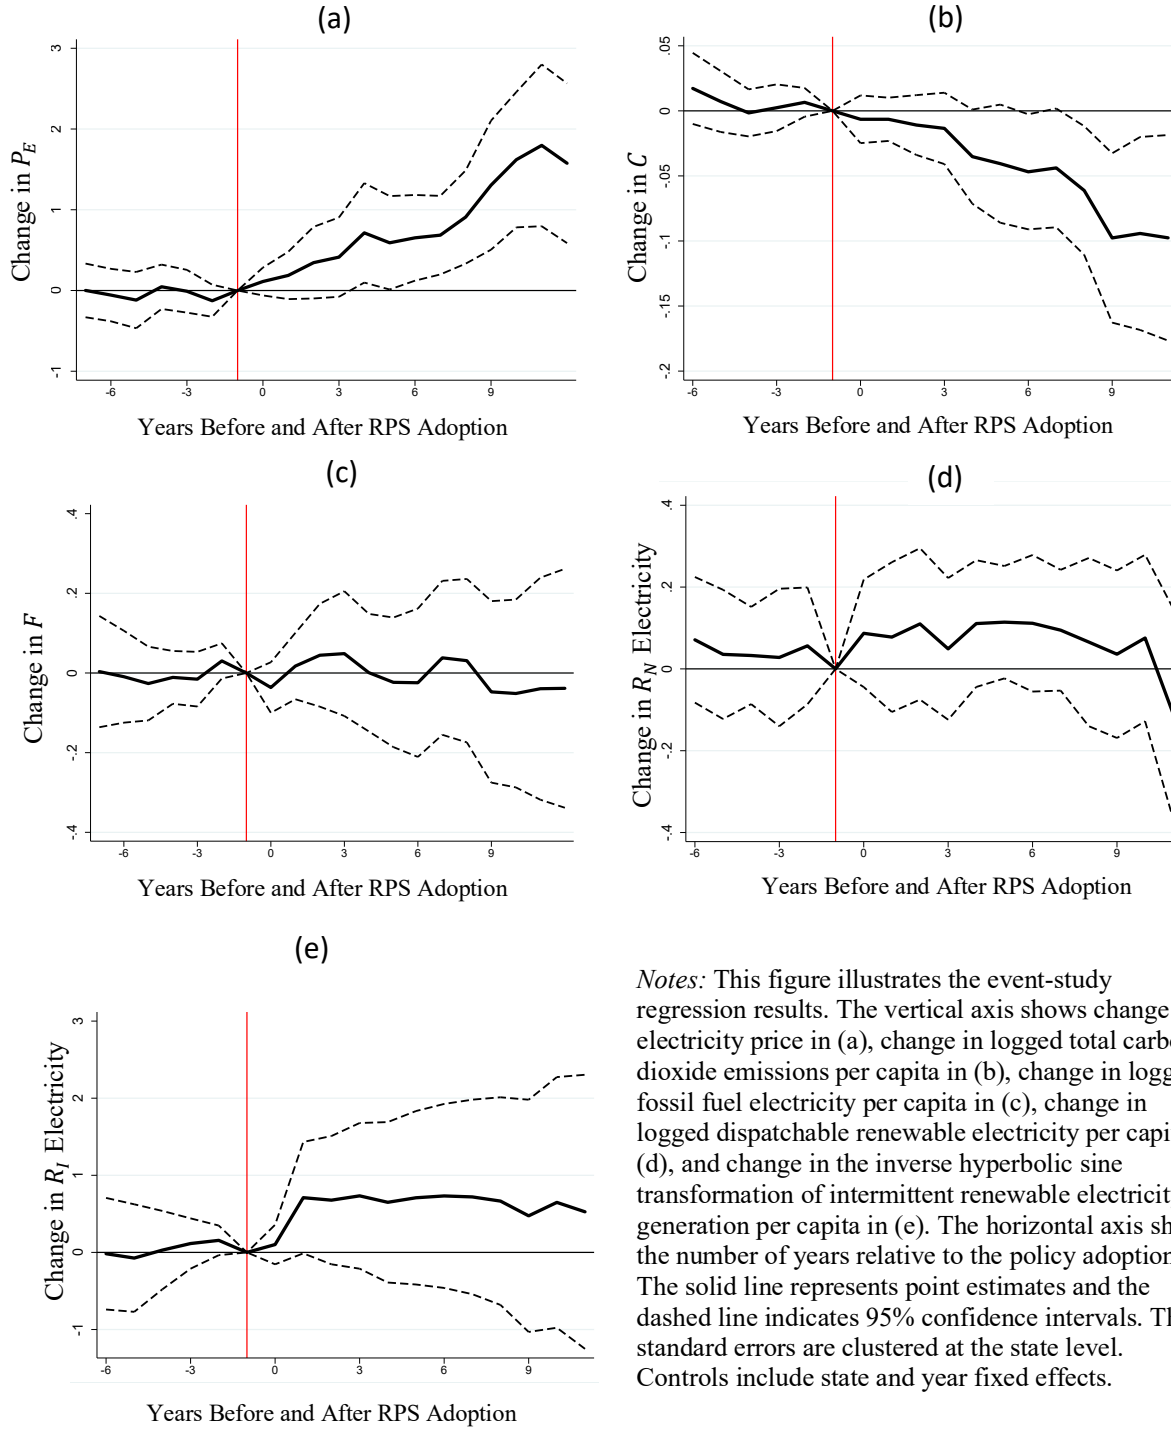 (a)
3
2
1
0
-1
Change in P_E
-6 -3 0 3 6 9
Years Before and After RPS Adoption
(b)
.05
0
-.05
-.1
-.15
-.2
Change in C
-6 -3 0 3 6 9
Years Before and After RPS Adoption
(c)
.4
.2
0
-.2
-.4
Change in F
-6 -3 0 3 6 9
Years Before and After RPS Adoption
(d)
.4
.2
0
-.2
-.4
Change in R_N Electricity
-6 -3 0 3 6 9
Years Before and After RPS Adoption
(e)
3
2
1
0
-1
Change in R_I Electricity
-6 -3 0 3 6 9
Years Before and After RPS Adoption
Notes: This figure illustrates the event-study
regression results. The vertical axis shows change
electricity price in (a), change in logged total carbo
dioxide emissions per capita in (b), change in logg
fossil fuel electricity per capita in (c), change in
logged dispatchable renewable electricity per capi
(d), and change in the inverse hyperbolic sine
transformation of intermittent renewable electricit
generation per capita in (e). The horizontal axis sh
the number of years relative to the policy adoption
The solid line represents point estimates and the
dashed line indicates 95% confidence intervals. Th
standard errors are clustered at the state level.
Controls include state and year fixed effects.